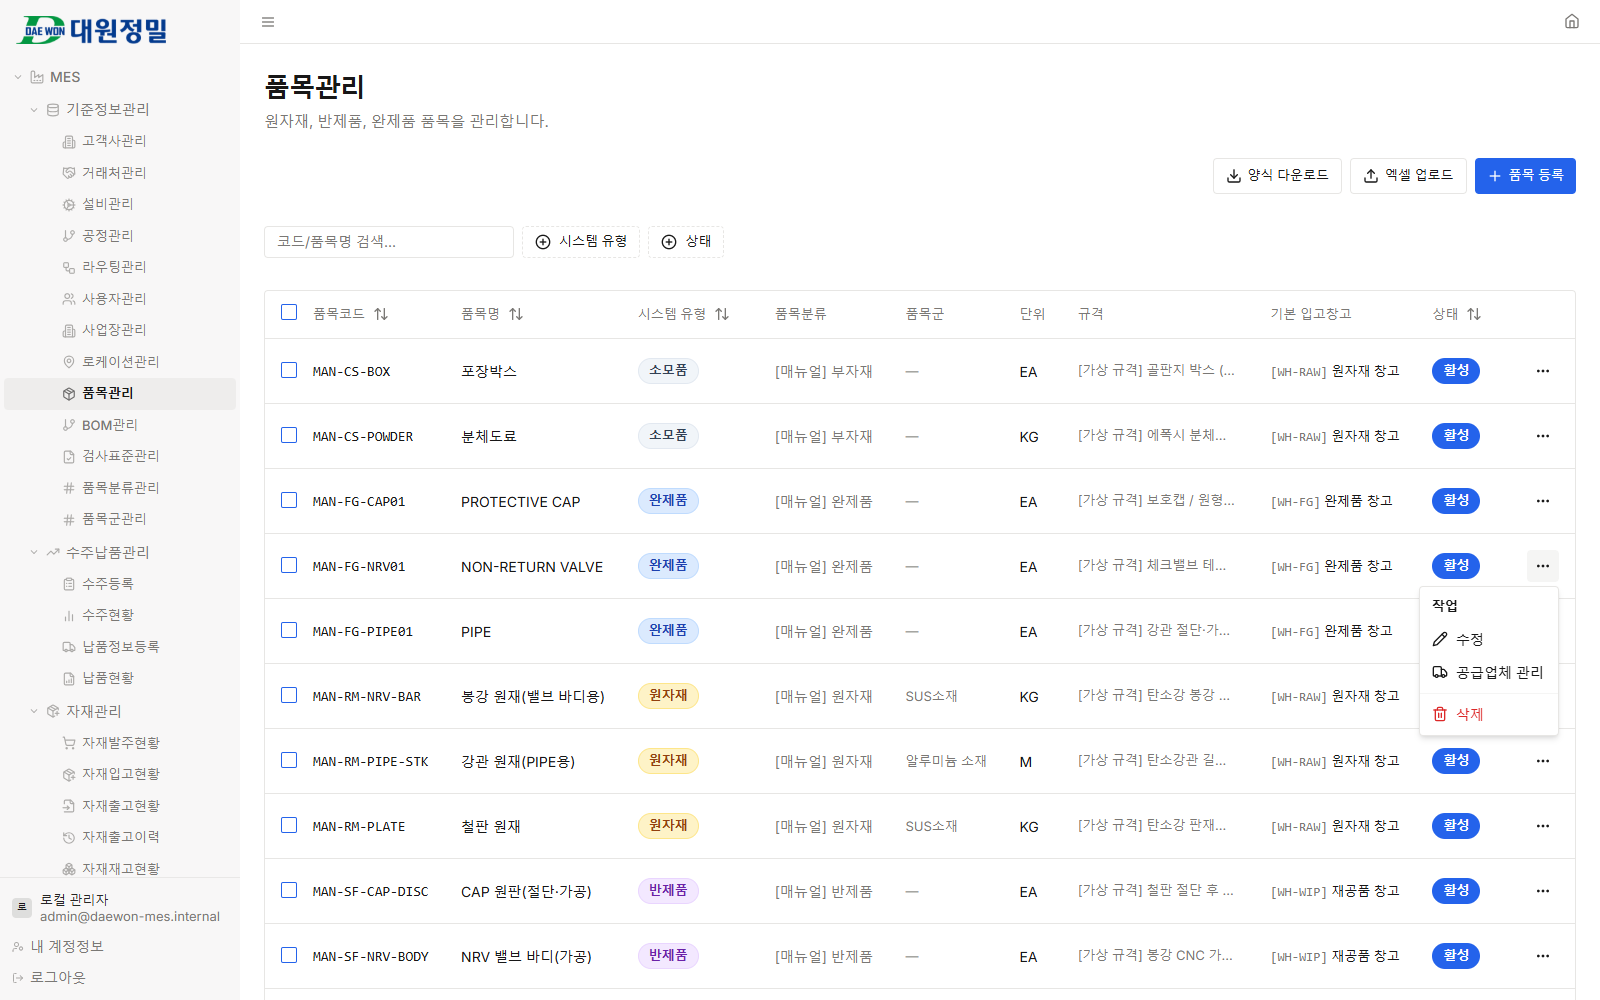 DAE WON 대원정밀
MES
기준정보관리
고객사관리
거래처관리
설비관리
공정관리
라우팅관리
사용자관리
사업장관리
로케이션관리
품목관리
BOM관리
검사표준관리
품목분류관리
품목군관리
수주납품관리
수주등록
수주현황
납품정보등록
납품현황
자재관리
자재발주현황
자재입고현황
자재출고현황
자재출고이력
자재재고현황
로 로컬 관리자
admin@daewon-mes.internal
내 계정정보
로그아웃
품목관리
원자재, 반제품, 완제품 품목을 관리합니다.
양식 다운로드 엑셀 업로드 품목 등록
코드/품목명 검색... 시스템 유형 상태
품목코드 품목명 시스템 유형 품목분류 품목군 단위 규격 기본 입고창고 상태
MAN-CS-BOX 포장박스 소모품 [매뉴얼] 부자재 — EA [가상 규격] 골판지 박스 (... [WH-RAW] 원자재 창고 활성
MAN-CS-POWDER 분체도료 소모품 [매뉴얼] 부자재 — KG [가상 규격] 에폭시 분체... [WH-RAW] 원자재 창고 활성
MAN-FG-CAP01 PROTECTIVE CAP 완제품 [매뉴얼] 완제품 — EA [가상 규격] 보호캡 / 원형... [WH-FG] 완제품 창고 활성
MAN-FG-NRV01 NON-RETURN VALVE 완제품 [매뉴얼] 완제품 — EA [가상 규격] 체크밸브 테... [WH-FG] 완제품 창고 활성
MAN-FG-PIPE01 PIPE 완제품 [매뉴얼] 완제품 — EA [가상 규격] 강관 절단·가... [WH-FG] 완제품 창고
MAN-RM-NRV-BAR 봉강 원재(밸브 바디용) 원자재 [매뉴얼] 원자재 SUS소재 KG [가상 규격] 탄소강 봉강 ... [WH-RAW] 원자재 창고
MAN-RM-PIPE-STK 강관 원재(PIPE용) 원자재 [매뉴얼] 원자재 알루미늄 소재 M [가상 규격] 탄소강관 길... [WH-RAW] 원자재 창고 활성
MAN-RM-PLATE 철판 원재 원자재 [매뉴얼] 원자재 SUS소재 KG [가상 규격] 탄소강 판재... [WH-RAW] 원자재 창고 활성
MAN-SF-CAP-DISC CAP 원판(절단·가공) 반제품 [매뉴얼] 반제품 — EA [가상 규격] 철판 절단 후 ... [WH-WIP] 재공품 창고 활성
MAN-SF-NRV-BODY NRV 밸브 바디(가공) 반제품 [매뉴얼] 반제품 — EA [가상 규격] 봉강 CNC 가... [WH-WIP] 재공품 창고 활성
작업
수정
공급업체 관리
삭제